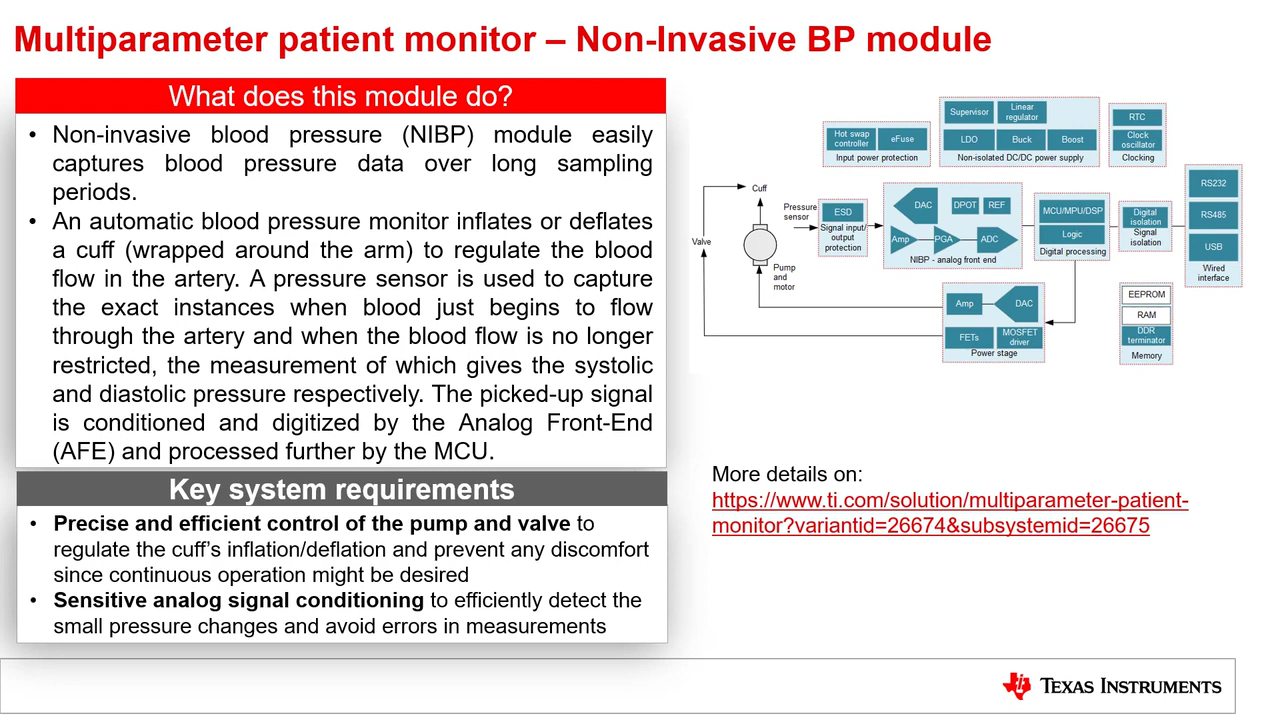 Multiparameter patient monitor – Non-Invasive BP module
What does this module do?
• Non-invasive blood pressure (NIBP) module easily
captures blood pressure data over long sampling
periods.
• An automatic blood pressure monitor inflates or deflates
a cuff (wrapped around the arm) to regulate the blood
flow in the artery. A pressure sensor is used to capture
the exact instances when blood just begins to flow
through the artery and when the blood flow is no longer
restricted, the measurement of which gives the systolic
and diastolic pressure respectively. The picked-up signal
is conditioned and digitized by the Analog Front-End
(AFE) and processed further by the MCU.
Key system requirements
• Precise and efficient control of the pump and valve to
regulate the cuff’s inflation/deflation and prevent any discomfort
since continuous operation might be desired
• Sensitive analog signal conditioning to efficiently detect the
small pressure changes and avoid errors in measurements
Hot swap
controller
eFuse
Input power protection
Supervisor
Linear
regulator
LDO
Buck
Boost
Non-isolated DC/DC power supply
RTC
Clock
oscillator
Clocking
Cuff
Valve
Pump
and
motor
Pressure
sensor
ESD
Signal input/
output
protection
DAC
DPOT
REF
Amp
PGA
ADC
NIBP - analog front end
MCU/MPU/DSP
Logic
Digital processing
Digital
isolation
Signal
isolation
RS232
RS485
USB
Wired
interface
Amp
DAC
FETs
MOSFET
driver
Power stage
EEPROM
RAM
DDR
terminator
Memory
More details on:
https://www.ti.com/solution/multiparameter-patient-
monitor?variantid=26674&subsystemid=26675
TEXAS INSTRUMENTS